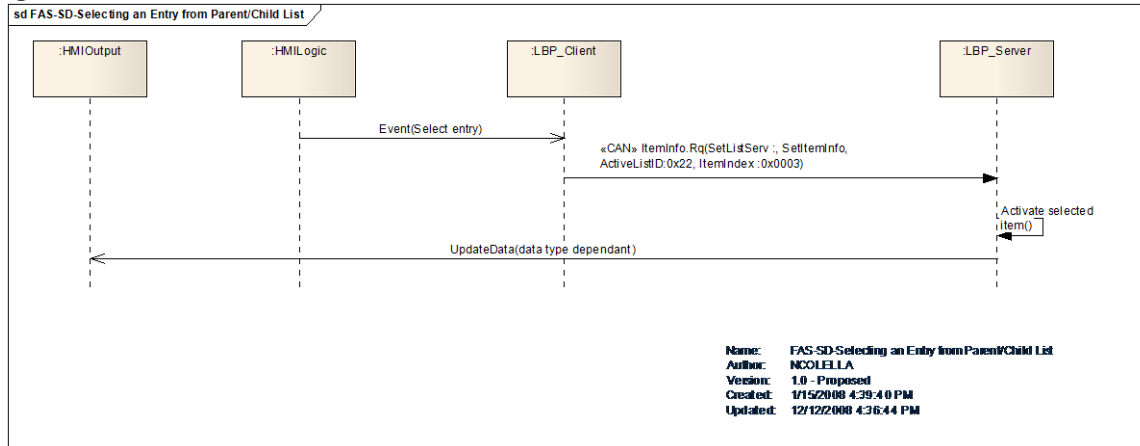 sd FAS-SD-Selecting an Entry from Parent/Child List
:HMIOutput
:HMILogic
:LBP_Client
:LBP_Server
Event(Select entry)
«CAN» ItemInfo.Rq(SetListServ :, SetItemInfo,
ActiveListID:0x22, ItemIndex :0x0003)
Activate selected
item()
UpdateData(data type dependant)
Name: FAS-SD-Selecting an Entry from Parent/Child List
Author: NCOLELLA
Version: 1.0 - Proposed
Created: 1/15/2008 4:39:40 PM
Updated: 12/12/2008 4:36:44 PM